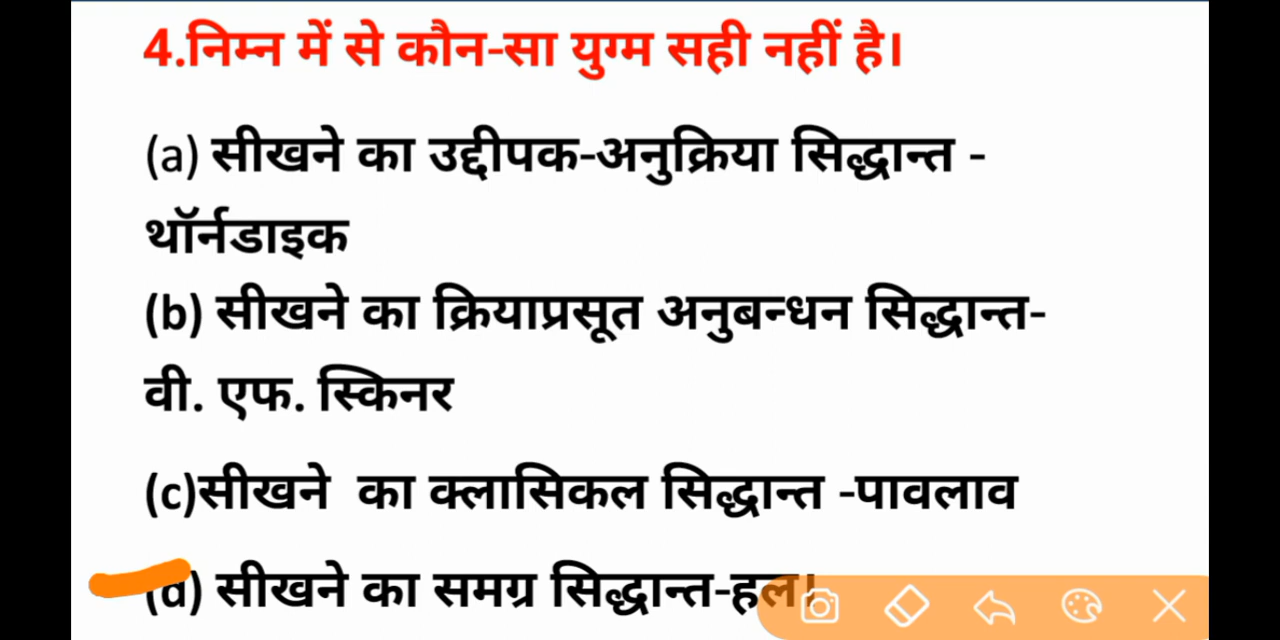 4.निम्न में से कौन-सा युग्म सही नहीं है।
(a) सीखने का उद्दीपक-अनुक्रिया सिद्धान्त -
थॉर्नडाइक
(b) सीखने का क्रियाप्रसूत अनुबन्धन सिद्धान्त-
वी. एफ. स्किनर
(c)सीखने का क्लासिकल सिद्धान्त -पावलाव
(d) सीखने का समग्र सिद्धान्त-हल।